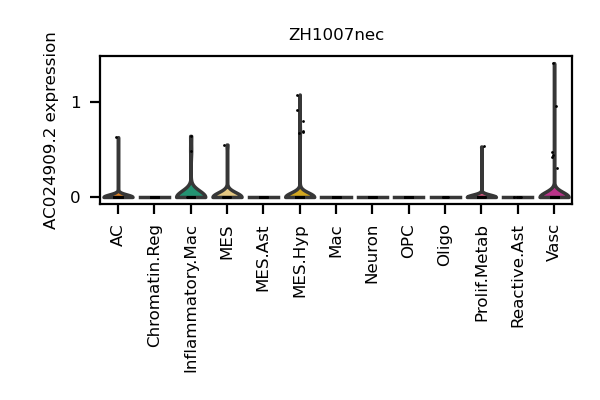 ZH1007nec
AC024909.2 expression
1
0
AC
Chromatin.Reg
Inflammatory.Mac
MES
MES.Ast
MES.Hyp
Mac
Neuron
OPC
Oligo
Prolif.Metab
Reactive.Ast
Vasc